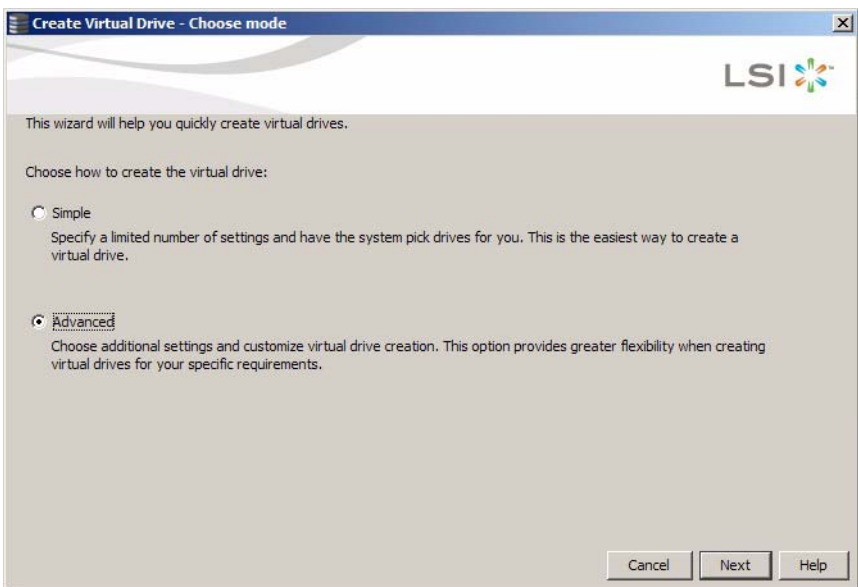 Create Virtual Drive - Choose mode
LSI
This wizard will help you quickly create virtual drives.
Choose how to create the virtual drive:
Simple
Specify a limited number of settings and have the system pick drives for you. This is the easiest way to create a
virtual drive.
Advanced
Choose additional settings and customize virtual drive creation. This option provides greater flexibility when creating
virtual drives for your specific requirements.
Cancel Next Help